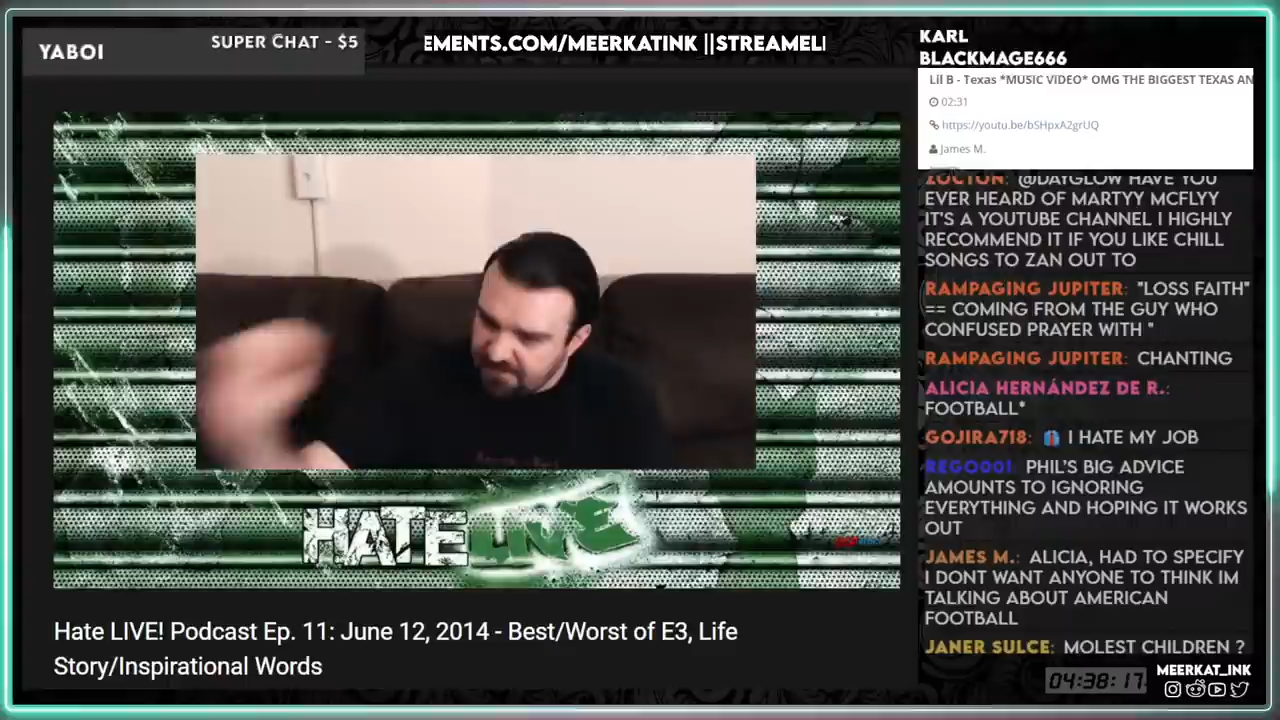 YABOI
SUPER CHAT - $5
EMENTS.COM/MEERKATINK ||STREAMELI
KARL
BLACKMAGE666
Lil B - Texas *MUSIC VIDEO* OMG THE BIGGEST TEXAS AN
02:31
https://youtu.be/bSHpxA2grUQ
James M.
ZOCTON: @DAYGLOW HAVE YOU
EVER HEARD OF MARTYY MCFLYY
IT'S A YOUTUBE CHANNEL I HIGHLY
RECOMMEND IT IF YOU LIKE CHILL
SONGS TO ZAN OUT TO
RAMPAGING JUPITER: "LOSS FAITH"
== COMING FROM THE GUY WHO
CONFUSED PRAYER WITH "
RAMPAGING JUPITER: CHANTING
ALICIA HERNÁNDEZ DE R.:
FOOTBALL*
GOJIRA718: I HATE MY JOB
REGO001: PHIL'S BIG ADVICE
AMOUNTS TO IGNORING
EVERYTHING AND HOPING IT WORKS
OUT
JAMES M.: ALICIA, HAD TO SPECIFY
I DONT WANT ANYONE TO THINK IM
TALKING ABOUT AMERICAN
FOOTBALL
JANER SULCE: MOLEST CHILDREN ?
HATE LIVE
Hate LIVE! Podcast Ep. 11: June 12, 2014 - Best/Worst of E3, Life
Story/Inspirational Words
04:38:17
MEERKAT_INK